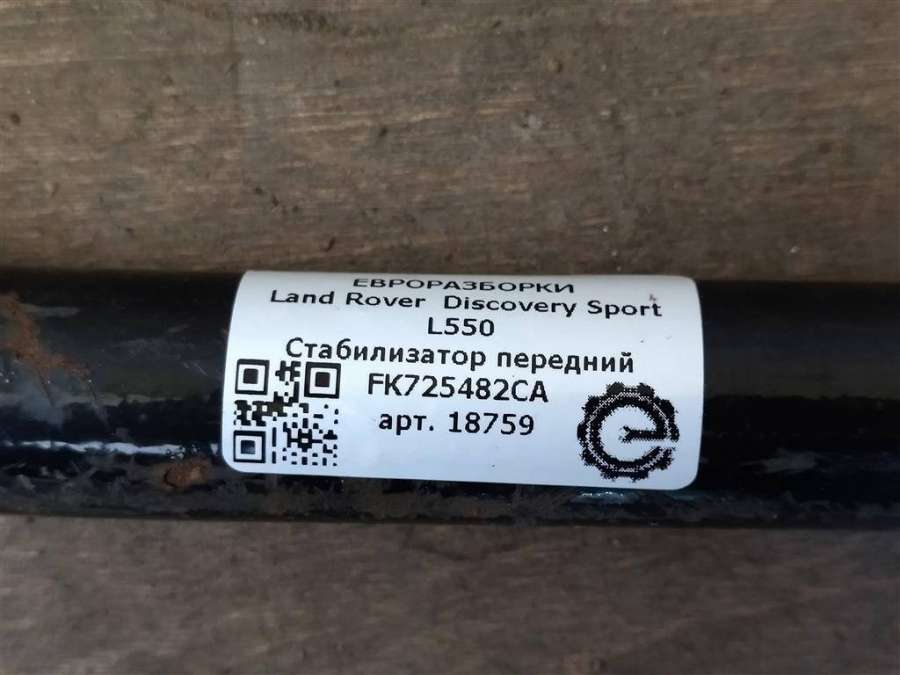 ЕВРОРАЗБОРКИ
Land Rover Discovery Sport
L550
Стабилизатор передний
FK725482CA
арт. 18759